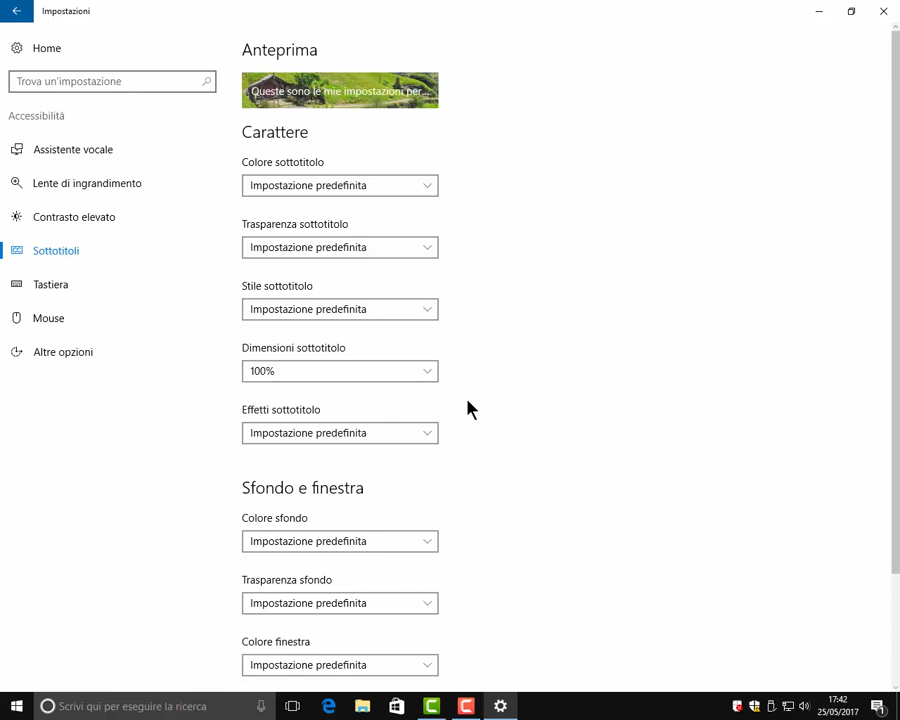 Impostazioni
Home
Trova un'impostazione
Accessibilità
Assistente vocale
Lente di ingrandimento
Contrasto elevato
Sottotitoli
Tastiera
Mouse
Altre opzioni
Anteprima
Queste sono le mie impostazioni per...
Carattere
Colore sottotitolo
Impostazione predefinita
Trasparenza sottotitolo
Impostazione predefinita
Stile sottotitolo
Impostazione predefinita
Dimensioni sottotitolo
100%
Effetti sottotitolo
Impostazione predefinita
Sfondo e finestra
Colore sfondo
Impostazione predefinita
Trasparenza sfondo
Impostazione predefinita
Colore finestra
Impostazione predefinita
Scrivi qui per eseguire la ricerca
17:42
25/05/2017